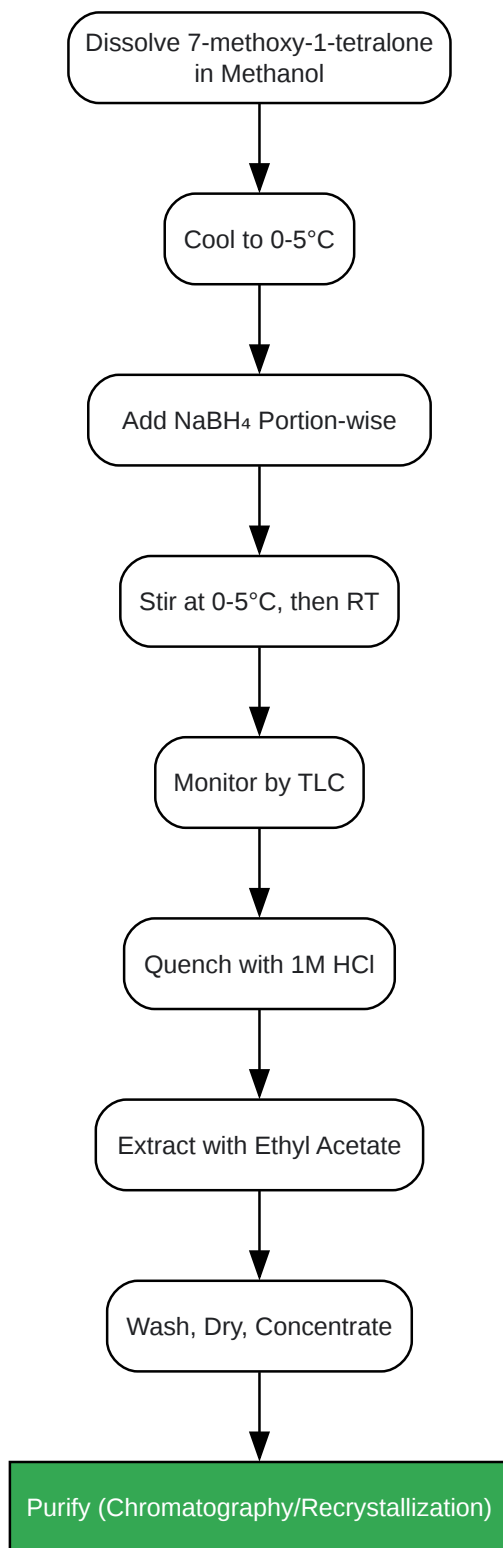 Dissolve 7-methoxy-1-tetralone
in Methanol
Cool to 0-5°C
Add NaBH₄ Portion-wise
Stir at 0-5°C, then RT
Monitor by TLC
Quench with 1M HCl
Extract with Ethyl Acetate
Wash, Dry, Concentrate
Purify (Chromatography/Recrystallization)